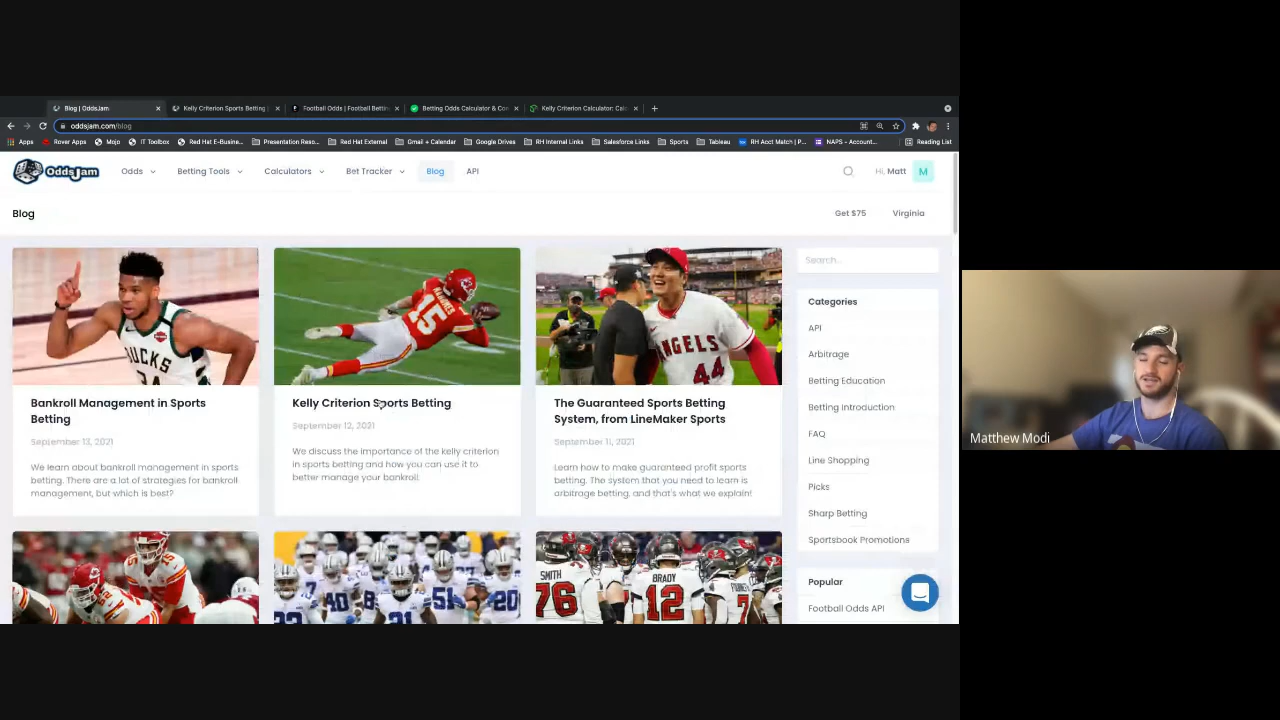 Blog | OddsJam
Kelly Criterion Sports Betting |
Football Odds | Football Bettin
Betting Odds Calculator & Con
Kelly Criterion Calculator: Calc
oddsjam.com/blog
Apps
Rover Apps
Mojo
IT Toolbox
Red Hat E-Busine...
Presentation Reso...
Red Hat External
Gmail + Calendar
Google Drives
RH Internal Links
Salesforce Links
Sports
Tableau
RH Acct Match | P...
NAPS - Account...
Reading List
OddsJam
Odds
Betting Tools
Calculators
Bet Tracker
Blog
API
Hi, Matt
M
Blog
Get $75
Virginia
BUCKS
Bankroll Management in Sports
Betting
September 13, 2021
We learn about bankroll management in sports
betting. There are a lot of strategies for bankroll
management, but which is best?
15
Kelly Criterion Sports Betting
September 12, 2021
We discuss the importance of the kelly criterion
in sports betting and how you can use it to
better manage your bankroll.
ANGELS
44
The Guaranteed Sports Betting
System, from LineMaker Sports
September 11, 2021
Learn how to make guaranteed profit sports
betting. The system that you need to learn is
arbitrage betting, and that's what we explain!
Search...
Categories
API
Arbitrage
Betting Education
Betting Introduction
FAQ
Line Shopping
Picks
Sharp Betting
Sportsbook Promotions
Popular
Football Odds API
SMITH
76
BRADY
12
Matthew Modi